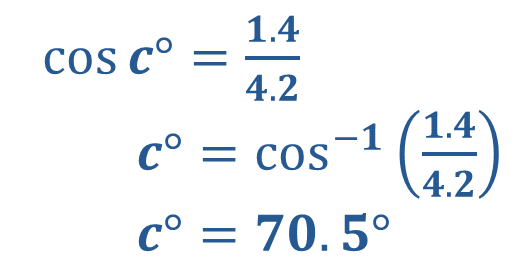 cos c° = 1.4/4.2
c° = cos⁻¹ (1.4/4.2)
c° = 70.5°